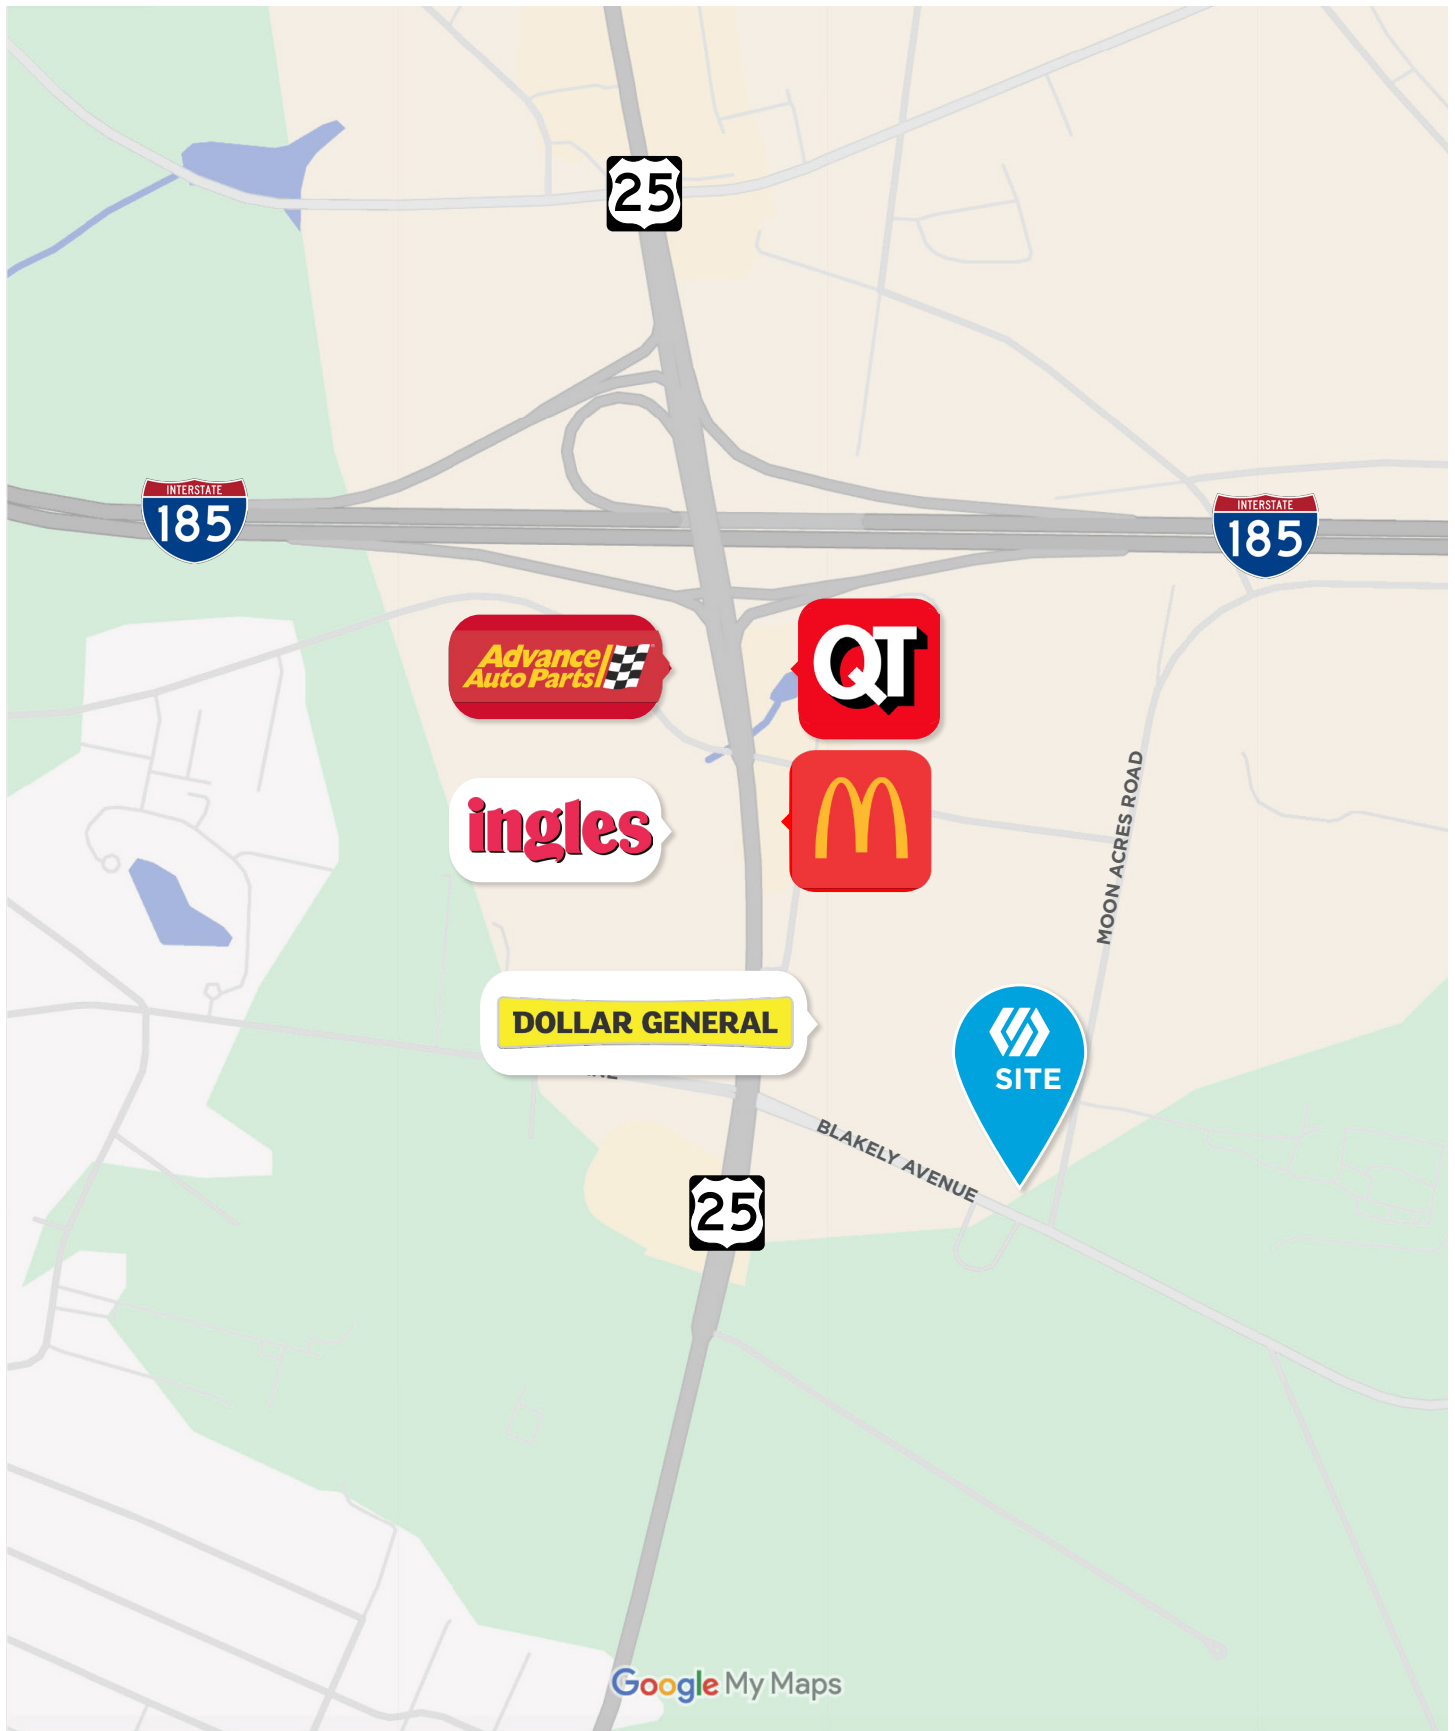 25
INTERSTATE
185
INTERSTATE
185
Advance
Auto Parts
QT
ingles
MOON ACRES ROAD
DOLLAR GENERAL
SITE
BLAKELY AVENUE
25
Google My Maps